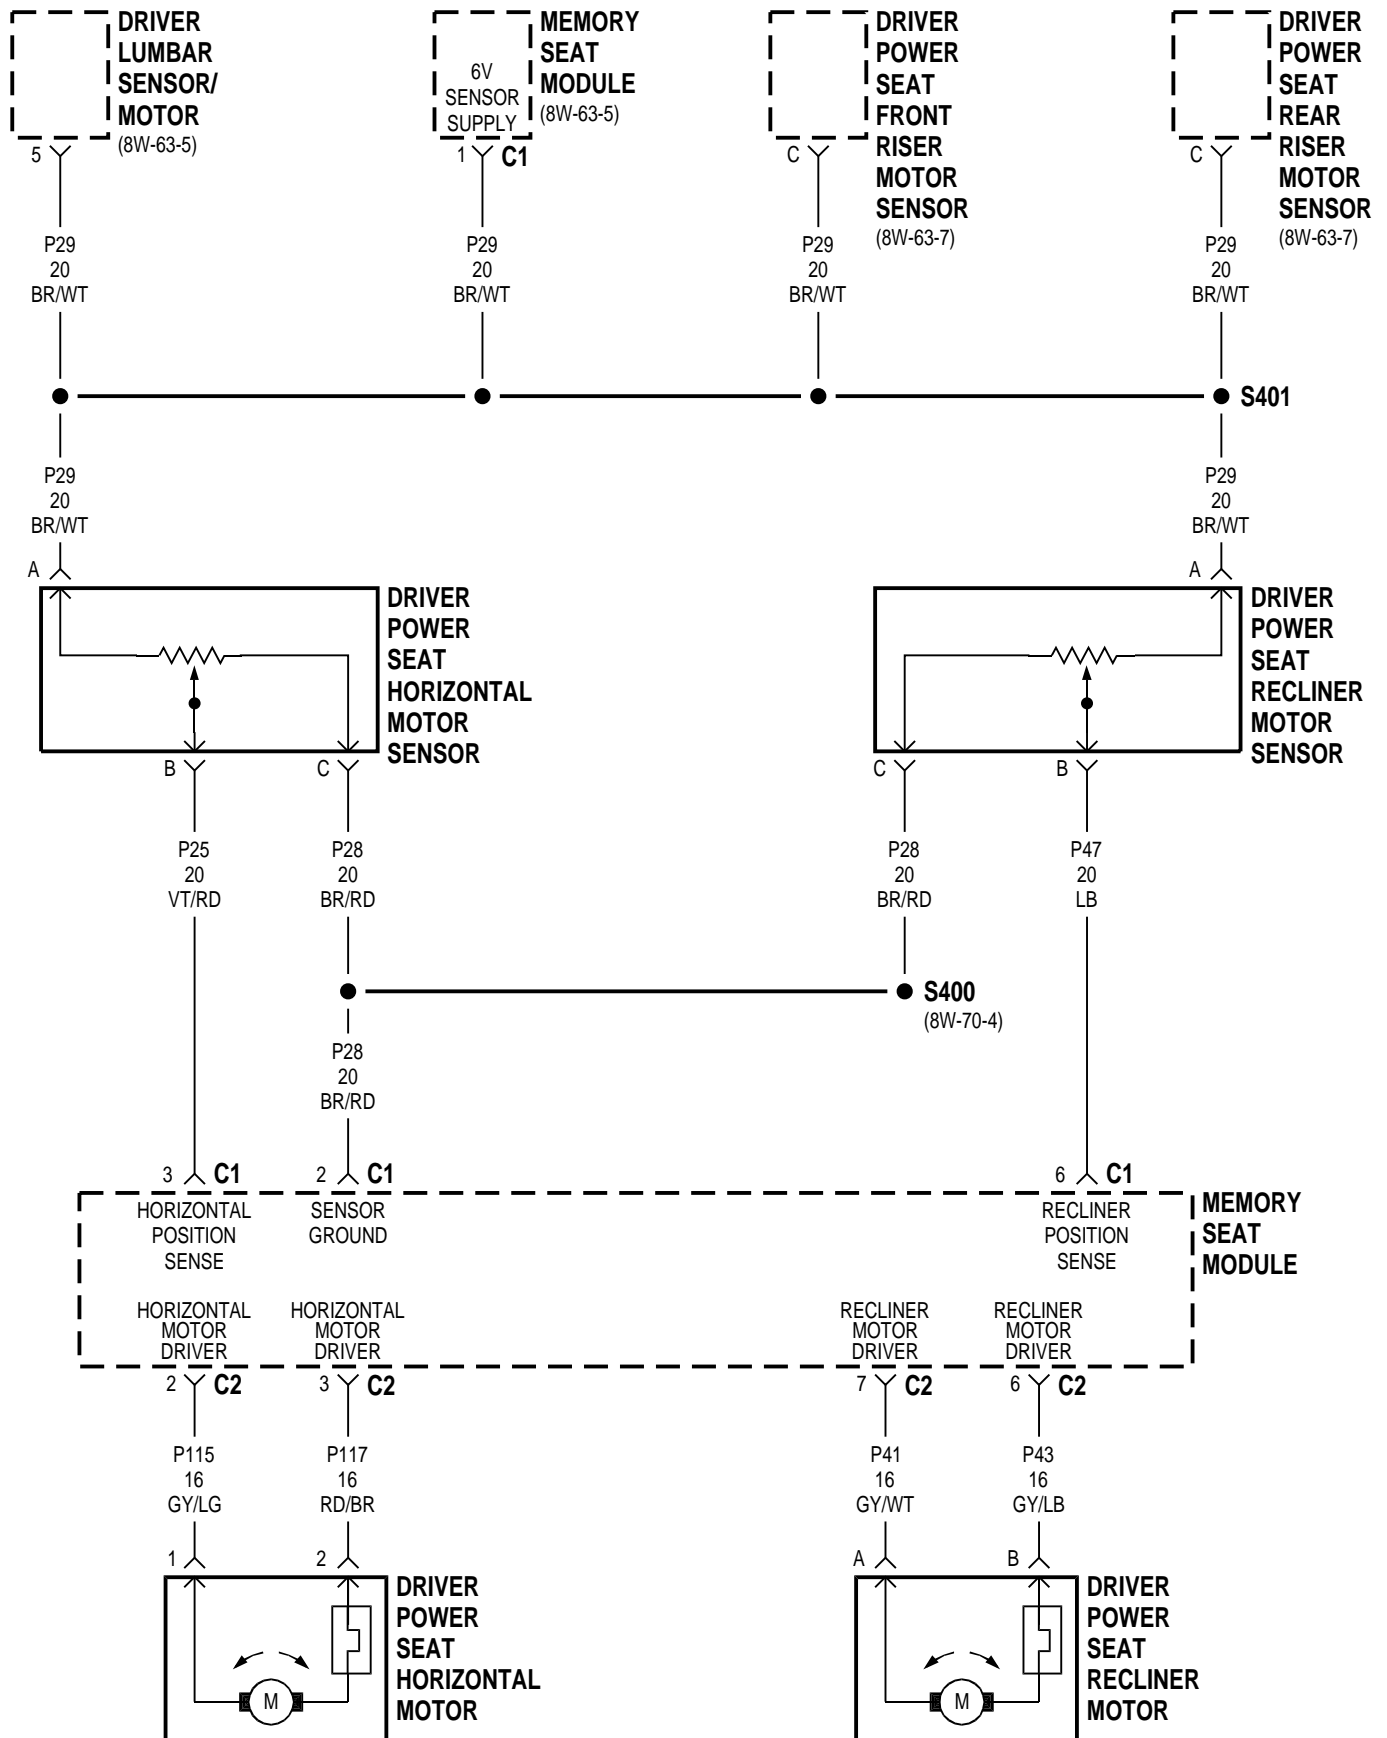 DRIVER
LUMBAR
SENSOR/
MOTOR
(8W-63-5)
5
6V
SENSOR
SUPPLY
MEMORY
SEAT
MODULE
(8W-63-5)
1 C1
DRIVER
POWER
SEAT
FRONT
RISER
MOTOR
SENSOR
(8W-63-7)
C
DRIVER
POWER
SEAT
REAR
RISER
MOTOR
SENSOR
(8W-63-7)
C
P29
20
BR/WT
P29
20
BR/WT
P29
20
BR/WT
P29
20
BR/WT
S401
P29
20
BR/WT
P29
20
BR/WT
A
DRIVER
POWER
SEAT
HORIZONTAL
MOTOR
SENSOR
B
C
A
DRIVER
POWER
SEAT
RECLINER
MOTOR
SENSOR
C
B
P25
20
VT/RD
P28
20
BR/RD
P28
20
BR/RD
P47
20
LB
S400
(8W-70-4)
P28
20
BR/RD
3 C1
2 C1
6 C1
HORIZONTAL
POSITION
SENSE
SENSOR
GROUND
RECLINER
POSITION
SENSE
MEMORY
SEAT
MODULE
HORIZONTAL
MOTOR
DRIVER
HORIZONTAL
MOTOR
DRIVER
RECLINER
MOTOR
DRIVER
RECLINER
MOTOR
DRIVER
2 C2
3 C2
7 C2
6 C2
P115
16
GY/LG
P117
16
RD/BR
P41
16
GY/WT
P43
16
GY/LB
1
2
A
B
M
DRIVER
POWER
SEAT
HORIZONTAL
MOTOR
M
DRIVER
POWER
SEAT
RECLINER
MOTOR